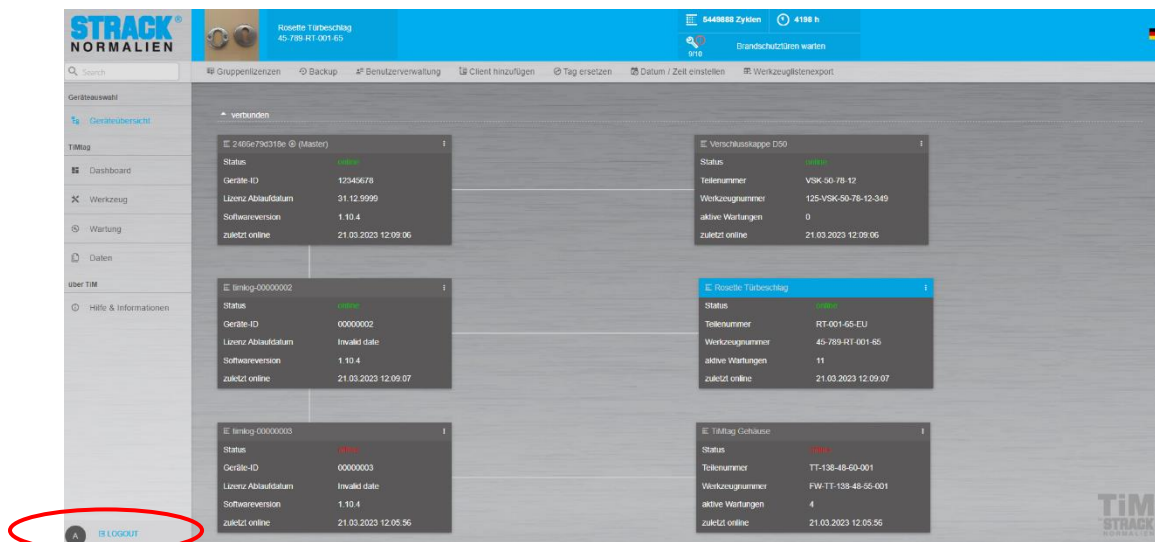 STRACK®
NORMALIEN
Rosette Türbeschlag
45-789-RT-001-65
6449688 Zyklen
4198 h
9/10
Brandschutztüren warten
Search
Gruppenlizenzen
Backup
Benutzerverwaltung
Client hinzufügen
Tag ersetzen
Datum / Zeit einstellen
Werkzeuglistenexport
Geräteauswahl
Geräteübersicht
TiMtag
Dashboard
Werkzeug
Wartung
Daten
über TiM
Hilfe & Informationen
LOGOUT
A
verbunden
2466e79d318e (Master)
Status online
Geräte-ID 12345678
Lizenz Ablaufdatum 31.12.9999
Softwareversion 1.10.4
zuletzt online 21.03.2023 12:09:06
Verschlusskappe D50
Status online
Teilenummer VSK-50-78-12
Werkzeugnummer 125-VSK-50-78-12-349
aktive Wartungen 0
zuletzt online 21.03.2023 12:09:06
timlog-00000002
Status online
Geräte-ID 00000002
Lizenz Ablaufdatum Invalid date
Softwareversion 1.10.4
zuletzt online 21.03.2023 12:09:07
Rosette Türbeschlag
Status online
Teilenummer RT-001-65-EU
Werkzeugnummer 45-789-RT-001-65
aktive Wartungen 11
zuletzt online 21.03.2023 12:09:07
timlog-00000003
Status
Geräte-ID 00000003
Lizenz Ablaufdatum Invalid date
Softwareversion 1.10.4
zuletzt online 21.03.2023 12:05:56
TiMtag Gehäuse
Status
Teilenummer TT-138-48-60-001
Werkzeugnummer FW-TT-138-48-55-001
aktive Wartungen 4
zuletzt online 21.03.2023 12:05:56
TiM
STRACK
NORMALIEN